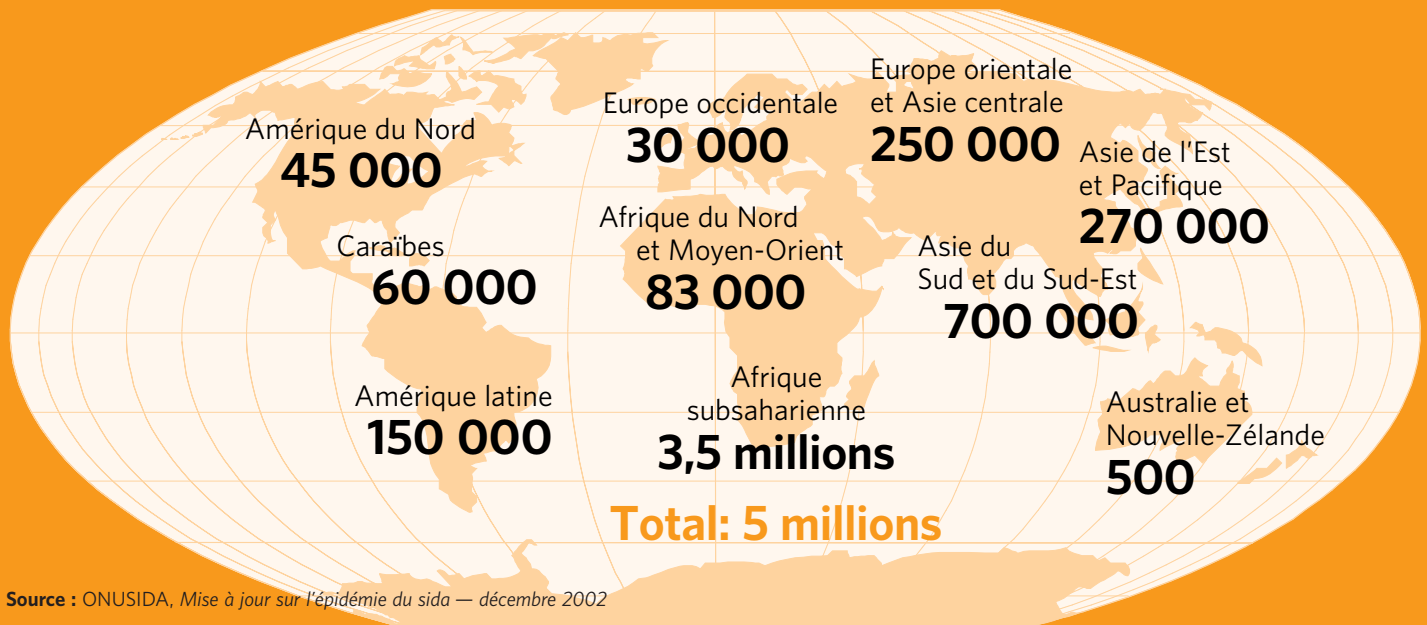 Europe orientale
et Asie centrale
250 000
Europe occidentale
30 000
Amérique du Nord
45 000
Asie de l'Est
et Pacifique
270 000
Afrique du Nord
et Moyen-Orient
83 000
Caraïbes
60 000
Asie du
Sud et du Sud-Est
700 000
Afrique
subsaharienne
3,5 millions
Amérique latine
150 000
Australie et
Nouvelle-Zélande
500
Total: 5 millions
Source : ONUSIDA, Mise à jour sur l'épidémie du sida — décembre 2002